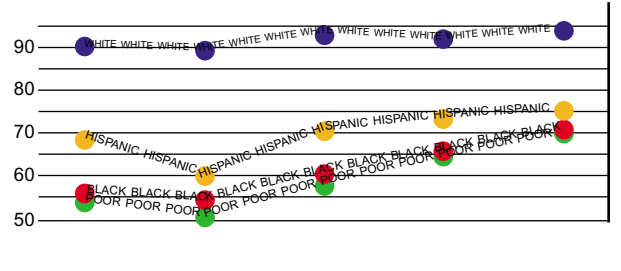 90
80
70
60
50
WHITE WHITE WHITE WHITE WHITE WHITE WHITE WHITE WHITE WHITE WHITE WHITE WHITE
HISPANIC HISPANIC HISPANIC HISPANIC HISPANIC HISPANIC HISPANIC HISPANIC
BLACK BLACK BLACK BLACK BLACK BLACK BLACK BLACK BLACK BLACK BLACK
POOR POOR POOR POOR POOR POOR POOR POOR POOR POOR POOR POOR